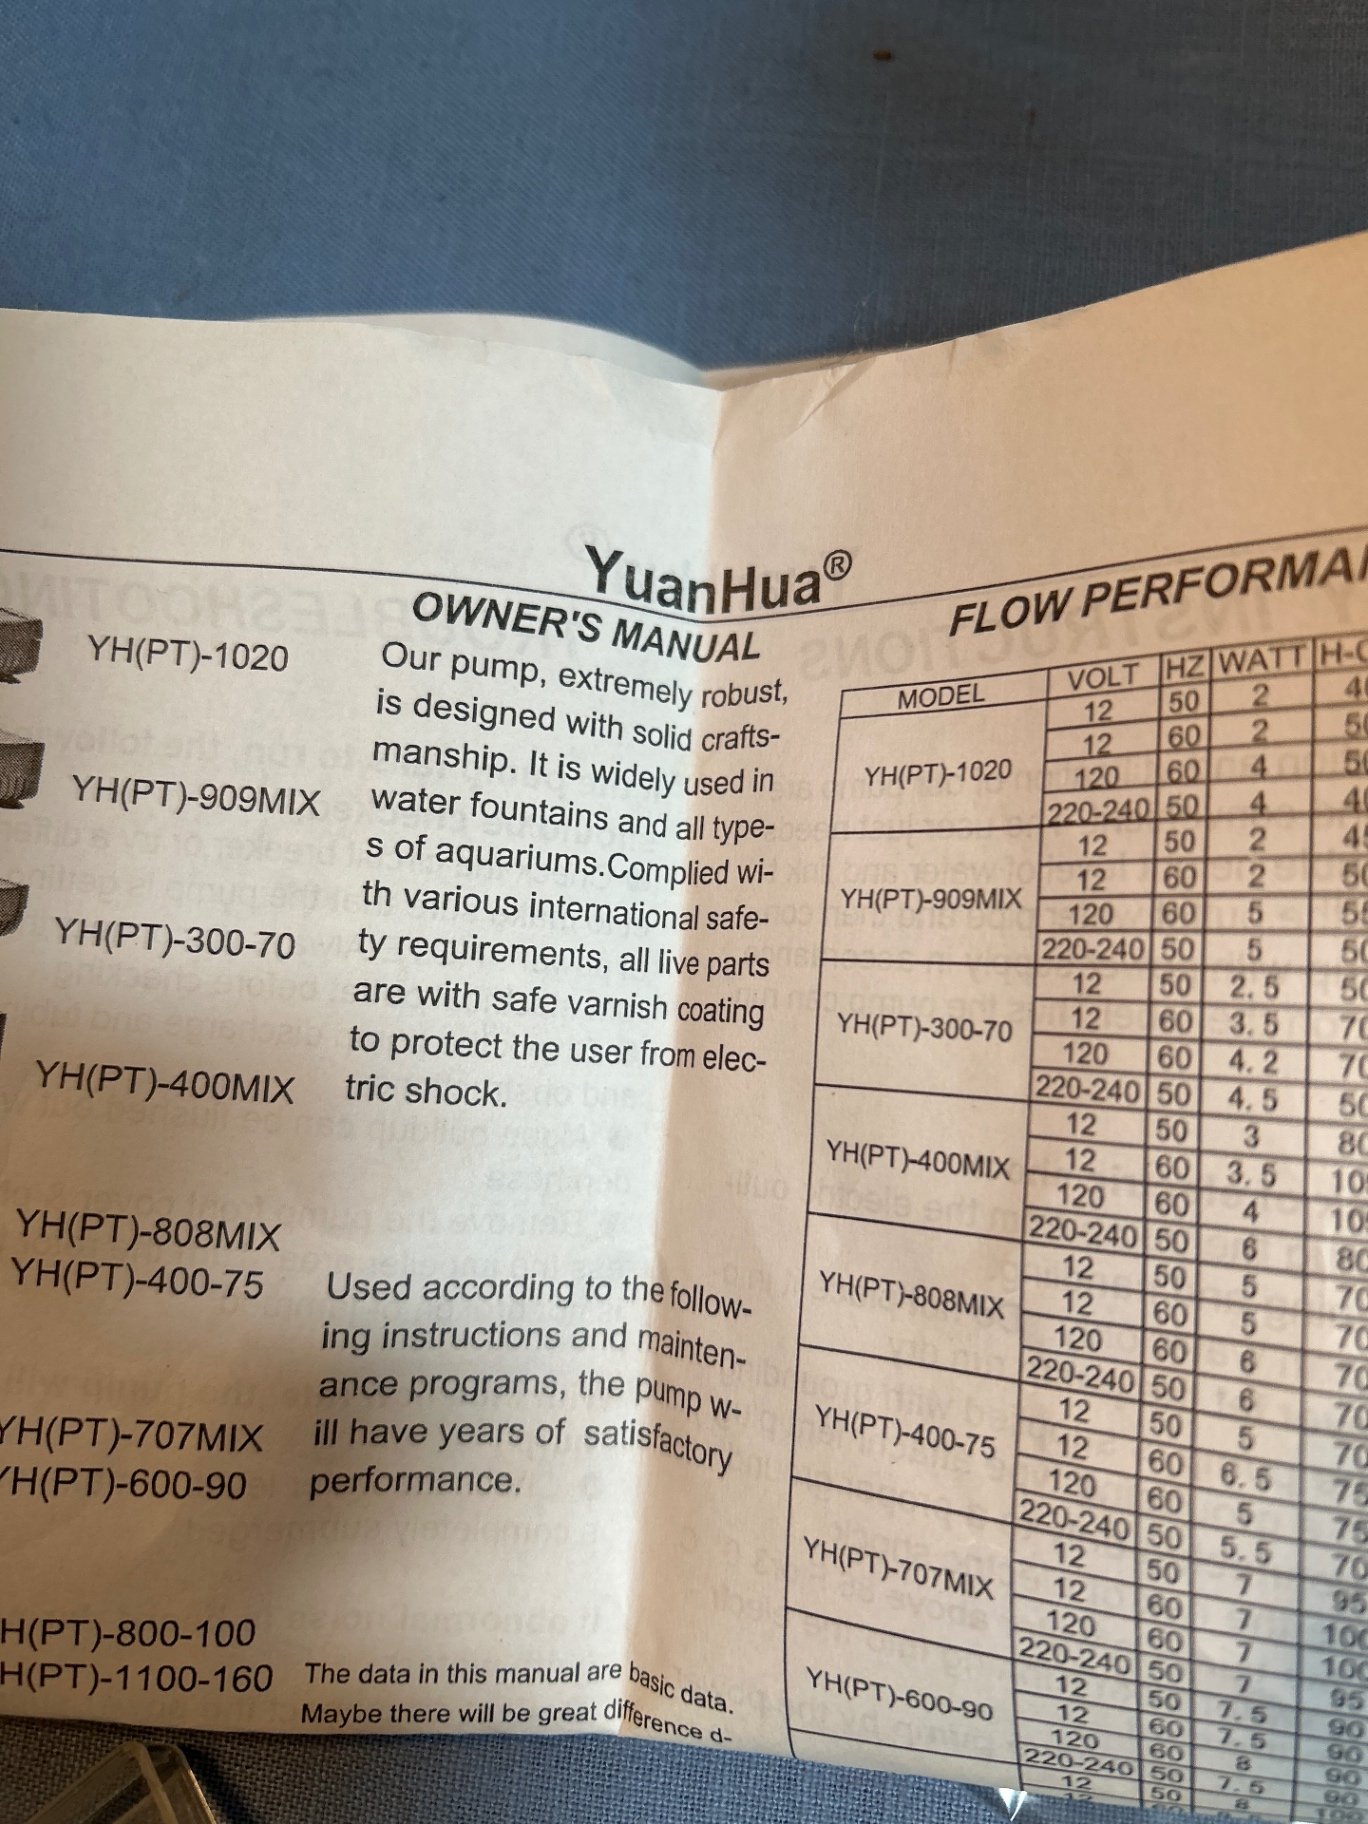 YuanHua®
YH(PT)-1020
YH(PT)-909MIX
YH(PT)-300-70
YH(PT)-400MIX
YH(PT)-808MIX
YH(PT)-400-75
YH(PT)-707MIX
YH(PT)-600-90
H(PT)-800-100
H(PT)-1100-160
OWNER'S MANUAL
Our pump, extremely robust,
is designed with solid crafts-
manship. It is widely used in
water fountains and all type-
s of aquariums.Complied wi-
th various international safe-
ty requirements, all live parts
are with safe varnish coating
to protect the user from elec-
tric shock.
Used according to the follow-
ing instructions and mainten-
ance programs, the pump w-
ill have years of satisfactory
performance.
The data in this manual are basic data.
Maybe there will be great difference d-
FLOW PERFORMA
MODEL VOLT HZ WATT H-
YH(PT)-1020
12 50 2
12 60 2
120 60 4
220-240 50 4
YH(PT)-909MIX
12 50 2
12 60 2
120 60 5
220-240 50 5
YH(PT)-300-70
12 50 2.5
12 60 3.5
120 60 4.2
220-240 50 4.5
YH(PT)-400MIX
12 50 3
12 60 3.5
120 60 4
220-240 50 6
YH(PT)-808MIX
12 50 5
12 60 5
120 60 6
220-240 50 6
YH(PT)-400-75
12 50 5
12 60 6.5
120 60 5
220-240 50 5.5
YH(PT)-707MIX
12 50 7
12 60 7
120 60 7
220-240 50 7
YH(PT)-600-90
12 50 7.5
12 60 7.5
120 60 8
220-240 50 7.5
12 50 8